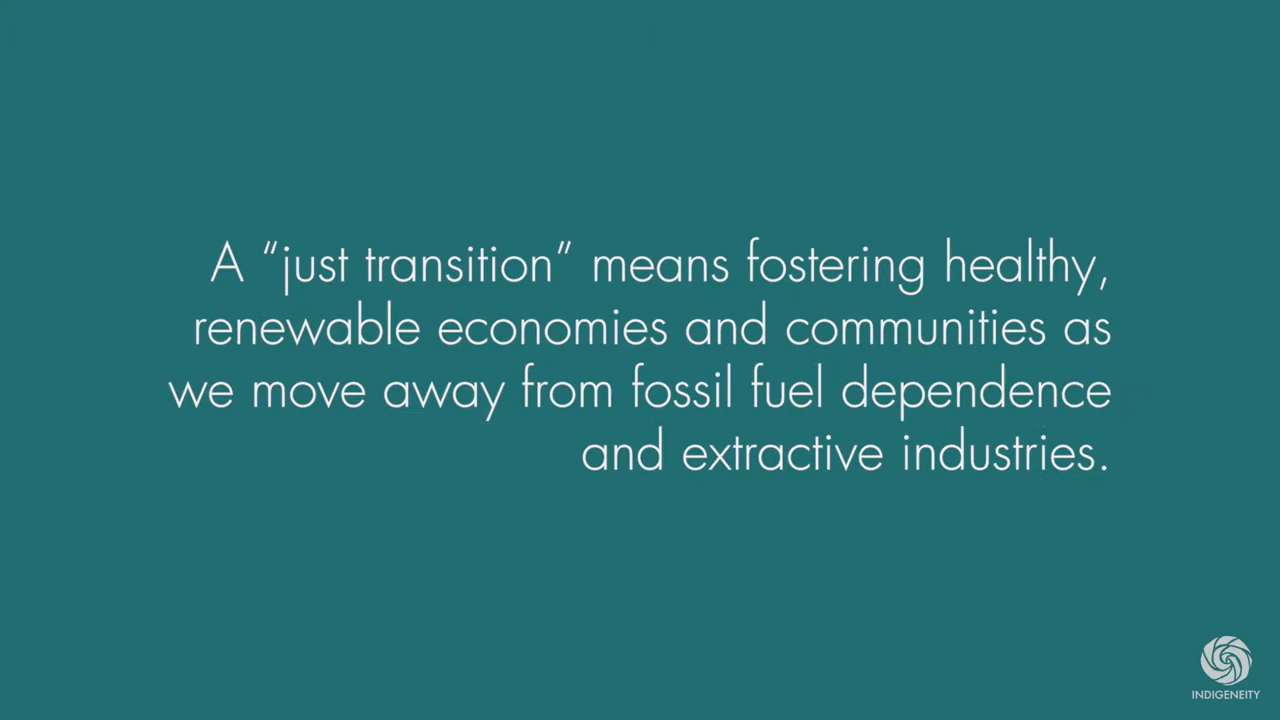 A “just transition” means fostering healthy,
renewable economies and communities as
we move away from fossil fuel dependence
and extractive industries.
INDIGENEITY